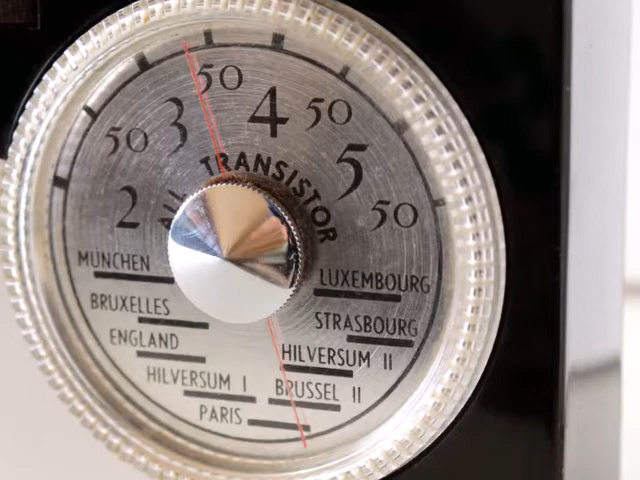 2 50 3 50 4 50 5 50
ALL TRANSISTOR
MÜNCHEN
LUXEMBOURG
BRUXELLES
STRASBOURG
ENGLAND
HILVERSUM II
HILVERSUM I
BRUSSEL II
PARIS